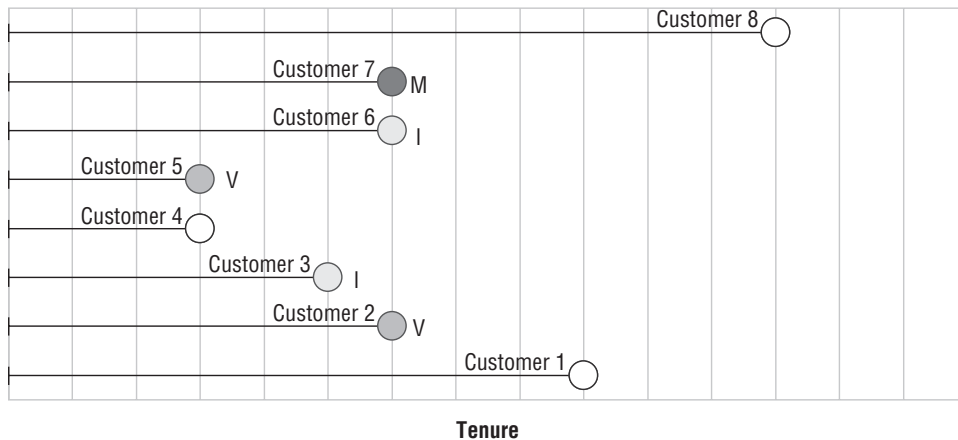 Customer 8
Customer 7
M
Customer 6
I
Customer 5
V
Customer 4
Customer 3
I
Customer 2
V
Customer 1
Tenure